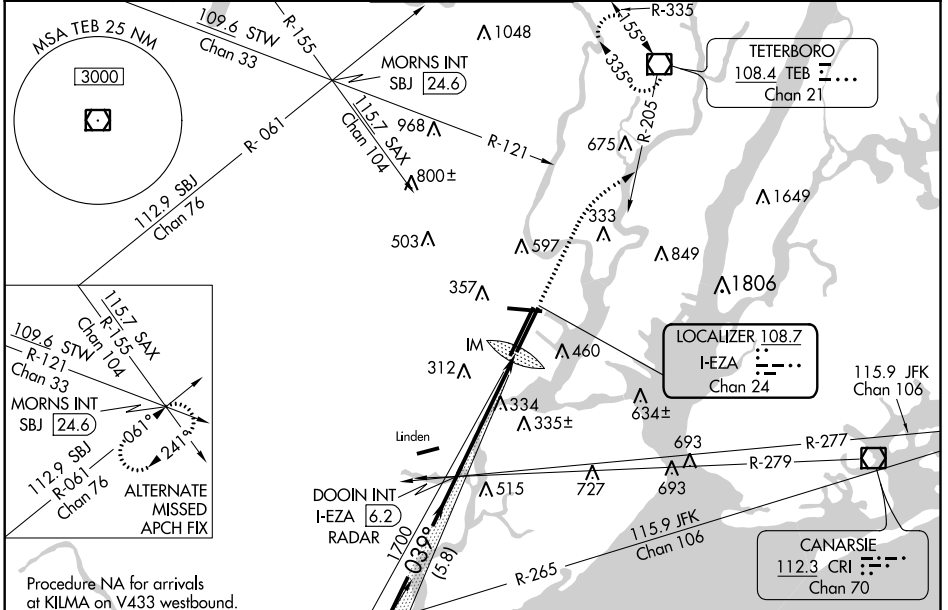 MSA TEB 25 NM
3000
109.6 STW
Chan 33
R-155
1048
MORNS INT
SBJ 24.6
115.7 SAX
Chan 104
968
R-121
800±
R-061
112.9 SBJ
Chan 76
R-335
155°
335°
TETERBORO
108.4 TEB
Chan 21
R-205
675
1649
333
503
597
849
357
1806
LOCALIZER 108.7
I-EZA
Chan 24
IM
460
312
334
335±
634±
115.9 JFK
Chan 106
Linden
693
R-277
R-279
DOOIN INT
I-EZA 6.2
RADAR
515
727
693
1700
039°
(5.8)
115.9 JFK
Chan 106
R-265
CANARSIE
112.3 CRI
Chan 70
115.7 SAX
R-155
Chan 104
109.6 STW
R-121
Chan 33
MORNS INT
SBJ 24.6
061°
241°
112.9 SBJ
R-061
Chan 76
ALTERNATE
MISSED
APCH FIX
Procedure NA for arrivals
at KILMA on V433 westbound.